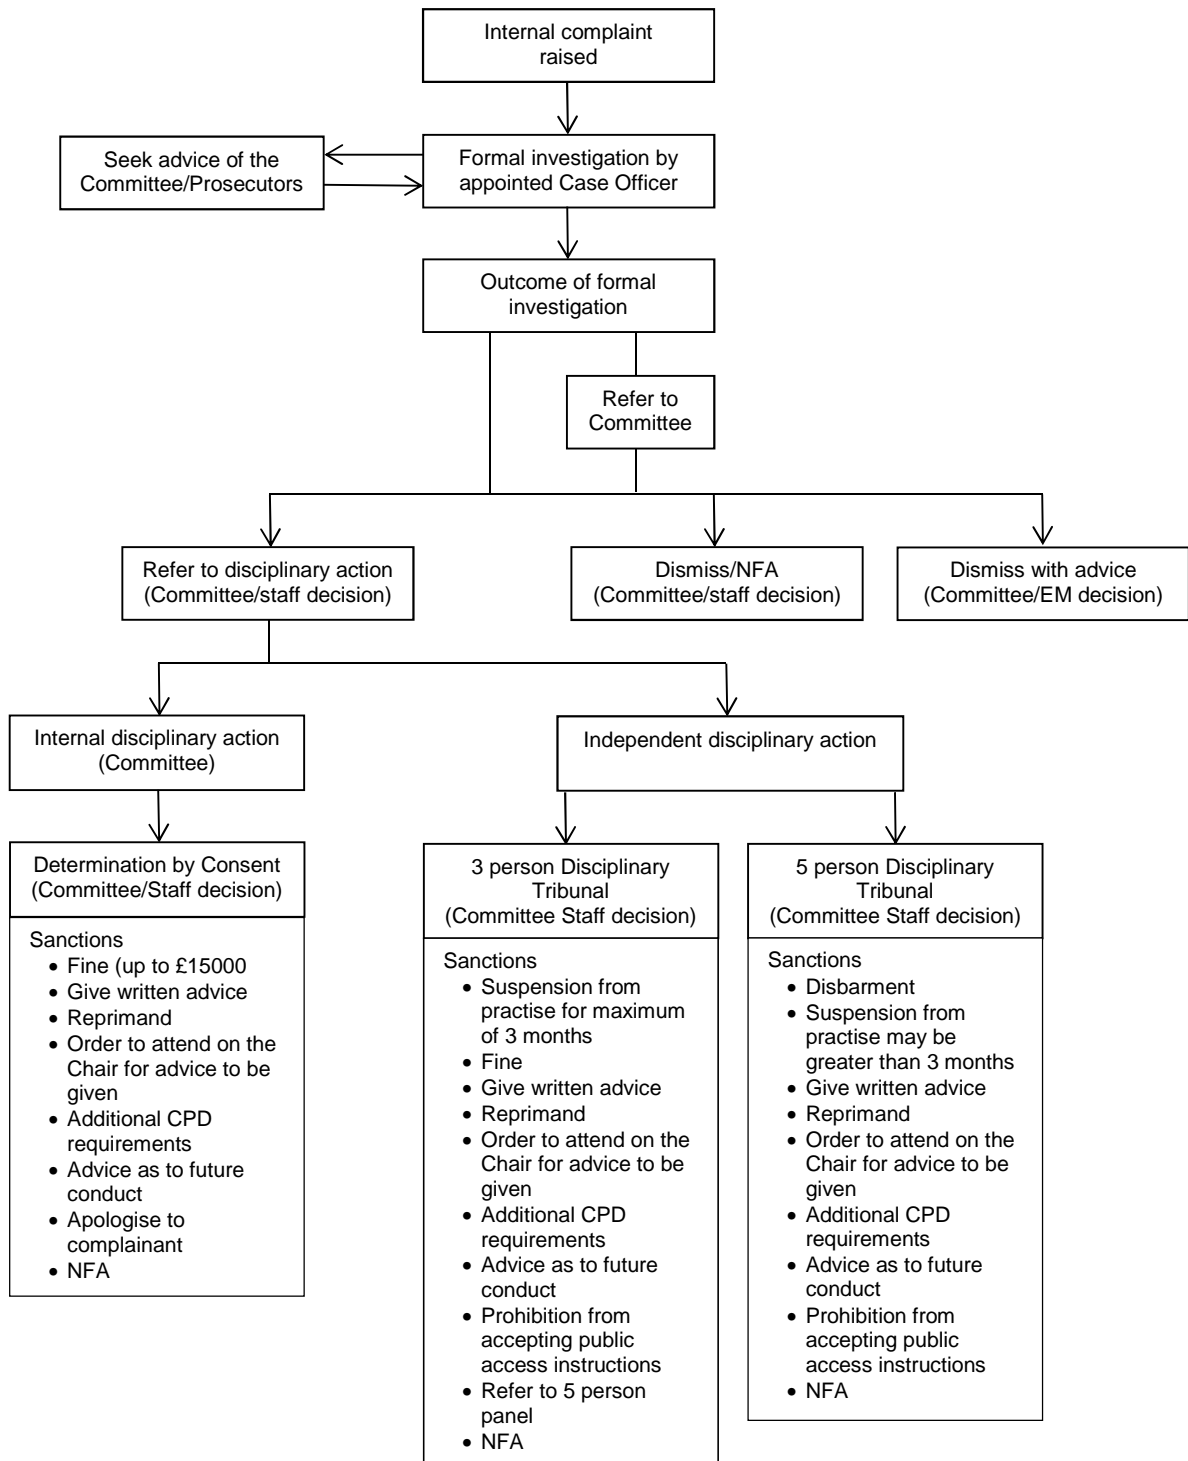 Internal complaint
raised
Seek advice of the
Committee/Prosecutors
Formal investigation by
appointed Case Officer
Outcome of formal
investigation
Refer to
Committee
Refer to disciplinary action
(Committee/staff decision)
Dismiss/NFA
(Committee/staff decision)
Dismiss with advice
(Committee/EM decision)
Internal disciplinary action
(Committee)
Independent disciplinary action
Determination by Consent
(Committee/Staff decision)
Sanctions
• Fine (up to £15000
• Give written advice
• Reprimand
• Order to attend on the
Chair for advice to be
given
• Additional CPD
requirements
• Advice as to future
conduct
• Apologise to
complainant
• NFA
3 person Disciplinary
Tribunal
(Committee Staff decision)
Sanctions
• Suspension from
practise for maximum
of 3 months
• Fine
• Give written advice
• Reprimand
• Order to attend on the
Chair for advice to be
given
• Additional CPD
requirements
• Advice as to future
conduct
• Prohibition from
accepting public
access instructions
• Refer to 5 person
panel
• NFA
5 person Disciplinary
Tribunal
(Committee Staff decision)
Sanctions
• Disbarment
• Suspension from
practise may be
greater than 3 months
• Give written advice
• Reprimand
• Order to attend on the
Chair for advice to be
given
• Additional CPD
requirements
• Advice as to future
conduct
• Prohibition from
accepting public
access instructions
• NFA